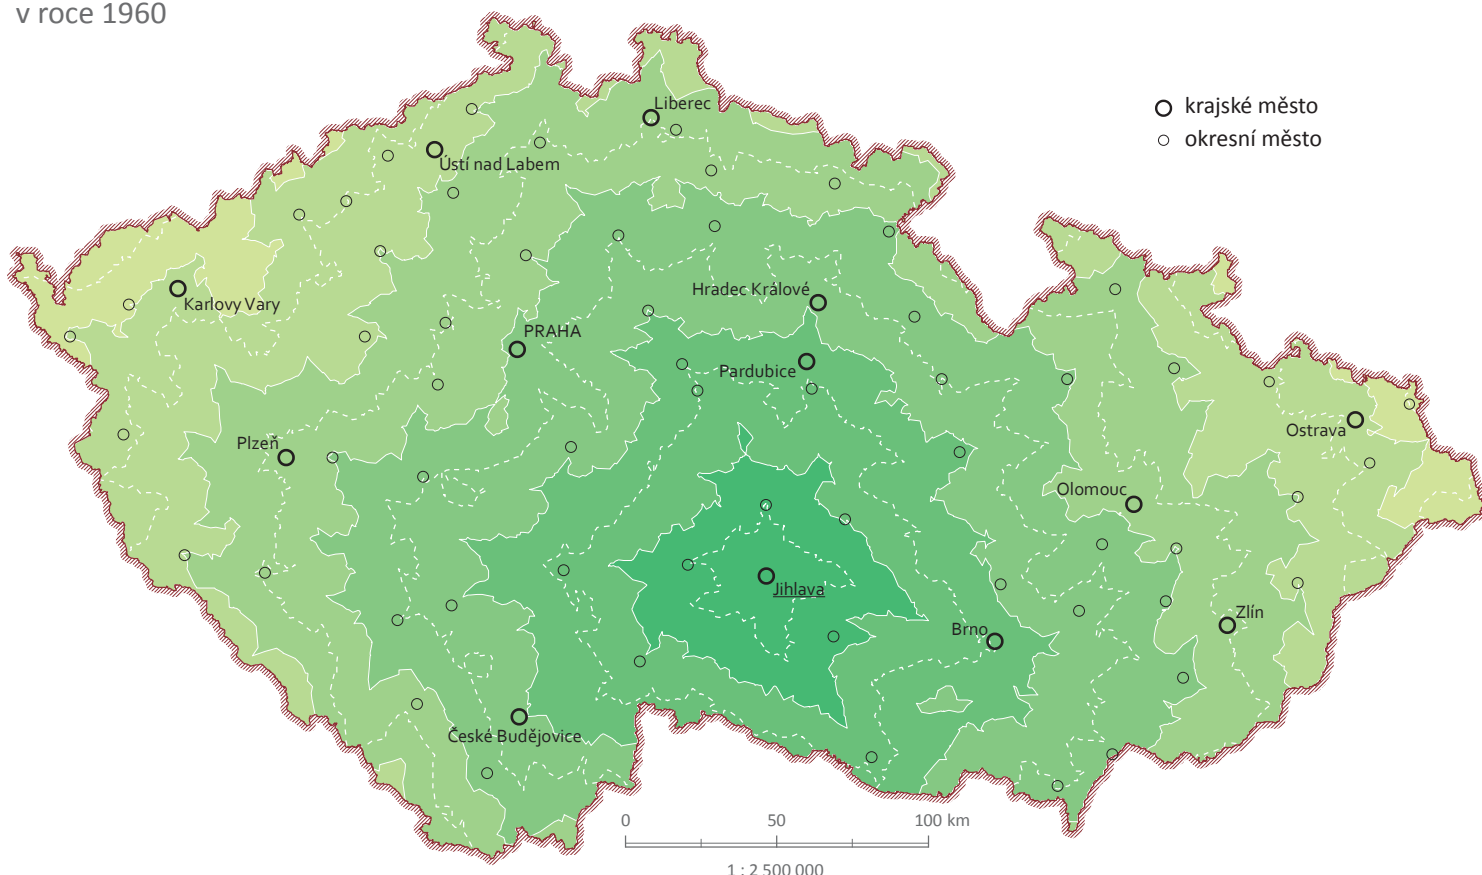 v roce 1960
Liberec
krajské město
okresní město
Ústí nad Labem
Hradec Králové
Karlovy Vary
PRAHA
Pardubice
Plzeň
Ostrava
Olomouc
Jihlava
Zlín
Brno
České Budějovice
0 50 100 km
1 : 2 500 000